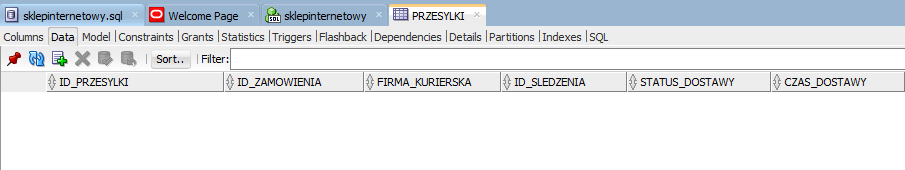 sklepinternetowy.sql Welcome Page sklepinternetowy PRZESYLKI
Columns Data Model Constraints Grants Statistics Triggers Flashback Dependencies Details Partitions Indexes SQL
Sort.. Filter:
ID_PRZESYLKI ID_ZAMOWIENIA FIRMA_KURIERSKA ID_SLEDZENIA STATUS_DOSTAWY CZAS_DOSTAWY